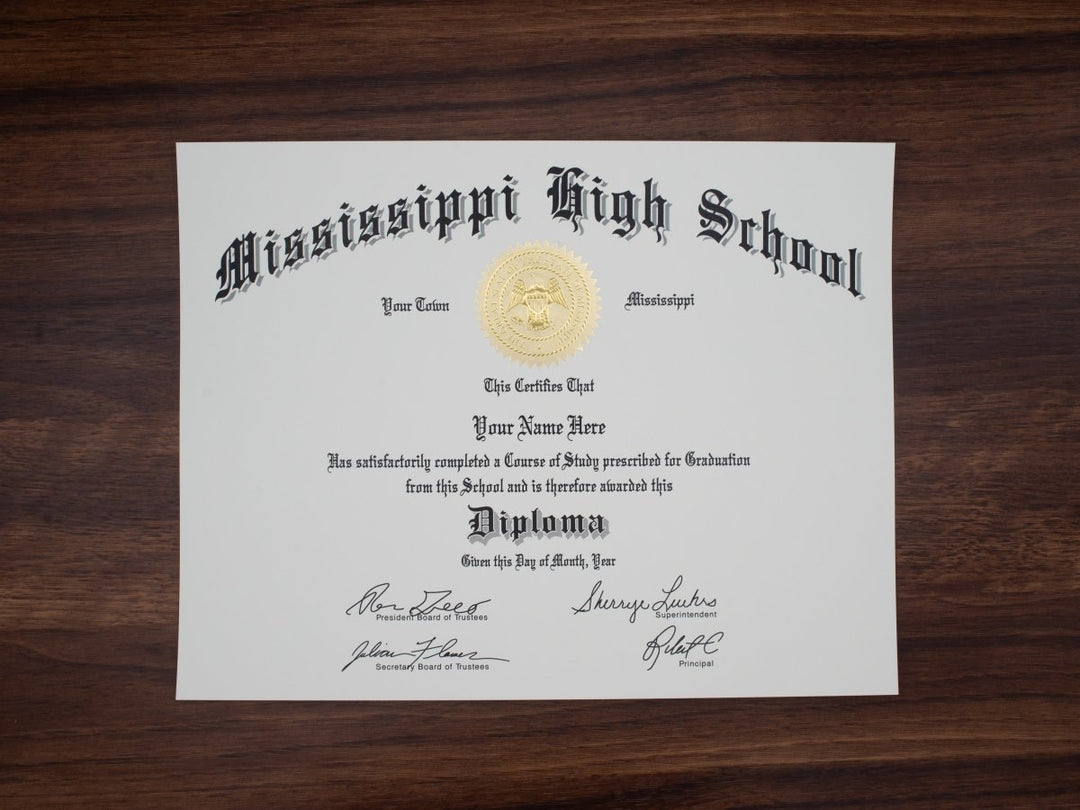 Mississippi High School
Your Town Mississippi
This Certifies That
Your Name Here
Has satisfactorily completed a Course of Study prescribed for Graduation
from this School and is therefore awarded this
Diploma
Given this Day of Month, Year
President Board of Trustees Superintendent
Secretary Board of Trustees Principal